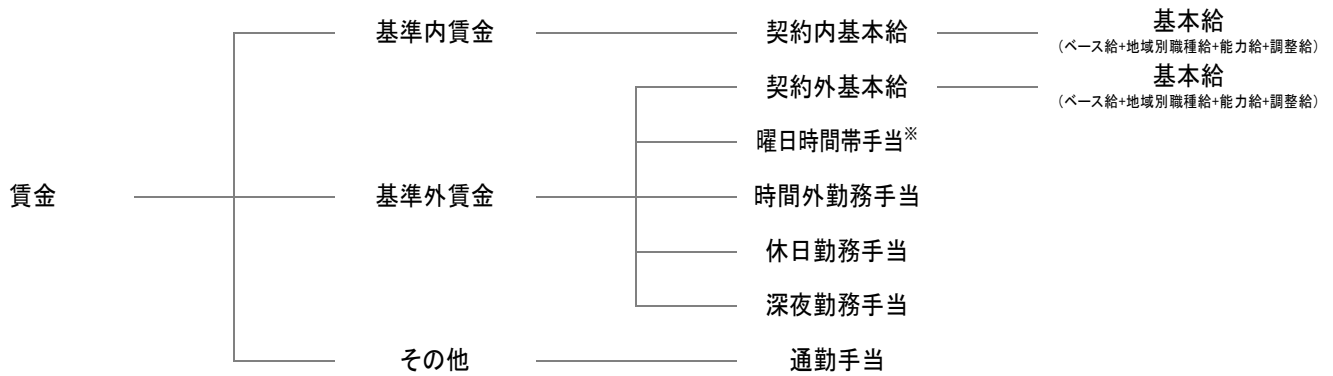 基準内賃金 契約内基本給 基本給
（ベース給+地域別職種給+能力給+調整給）
契約外基本給 基本給
（ベース給+地域別職種給+能力給+調整給）
曜日時間帯手当※
賃金 基準外賃金 時間外勤務手当
休日勤務手当
深夜勤務手当
その他 通勤手当